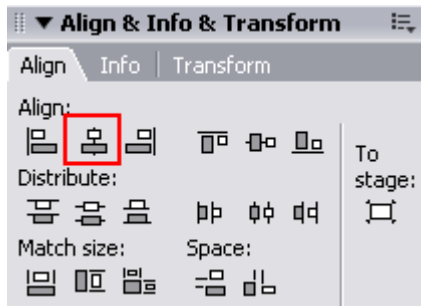 Align & Info & Transform
Align Info Transform
Align:
To stage:
Distribute:
Match size: Space: